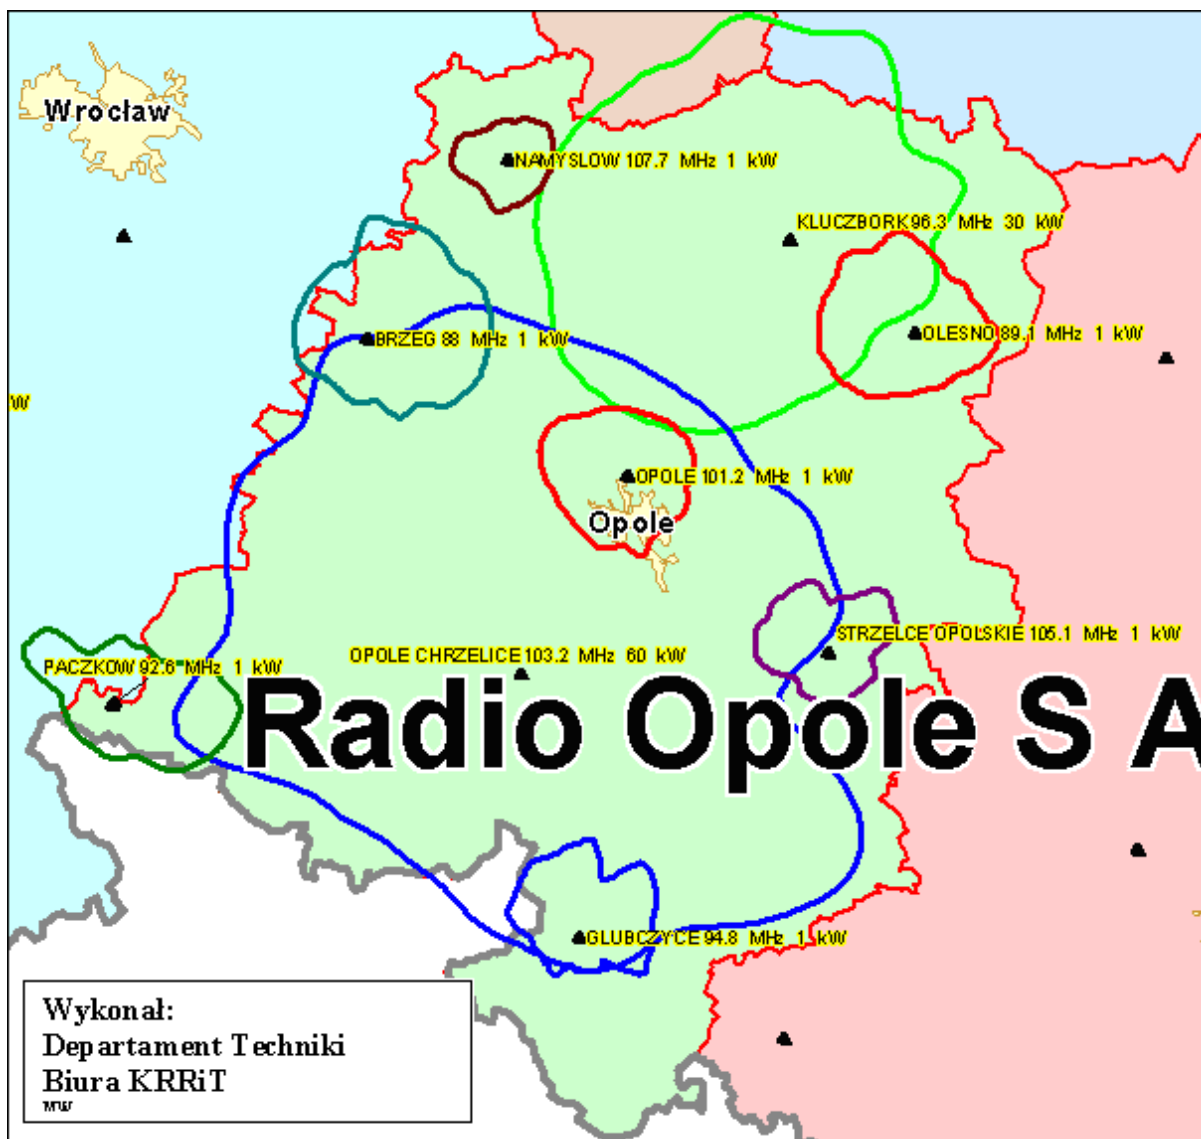 Wrocław
NAMYSLOW 107.7 MHz 1 kW
KLUCZBORK 96.3 MHz 30 kW
BRZEG 88 MHz 1 kW
OLESNO 89.1 MHz 1 kW
W
OPOLE 101.2 MHz 1 kW
Opole
STRZELCE OPOLSKIE 105.1 MHz 1 kW
PACZKOW 92.6 MHz 1 kW
OPOLE CHRZELICE 103.2 MHz 60 kW
Radio Opole S A
GLUBCZYCE 94.8 MHz 1 kW
Wykonał:
Departament Techniki
Biura KRRiT
MW